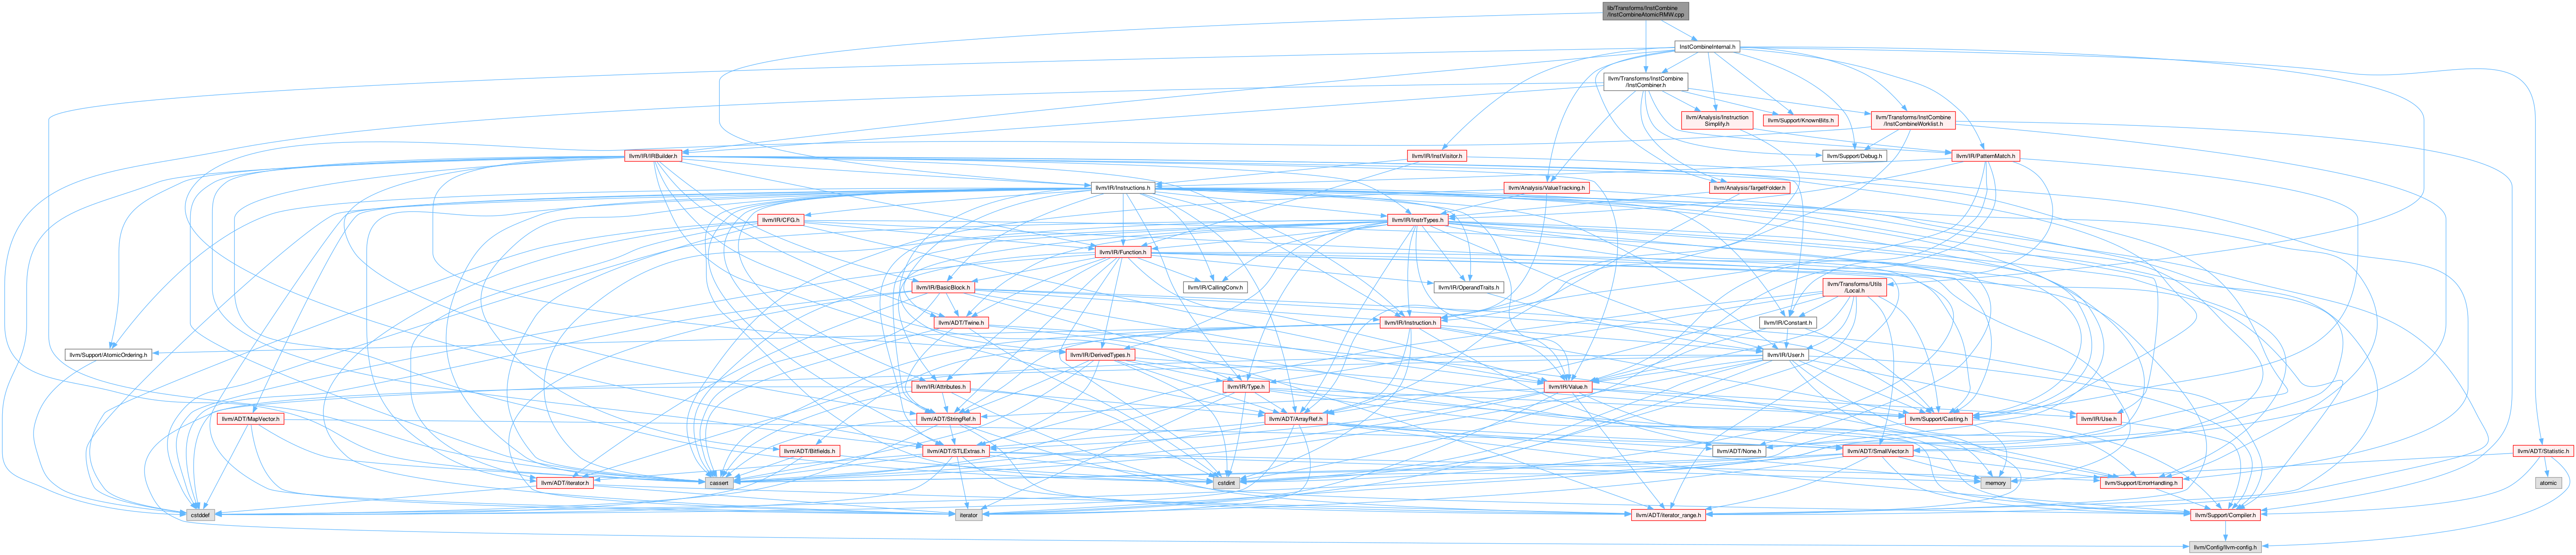 lib/Transforms/InstCombine
/InstCombineAtomicRMW.cpp
InstCombineInternal.h
llvm/Transforms/InstCombine
/InstCombiner.h
llvm/Analysis/Instruction
Simplify.h
llvm/Support/KnownBits.h
llvm/Transforms/InstCombine
/InstCombineWorklist.h
llvm/IR/IRBuilder.h
llvm/IR/InstVisitor.h
llvm/Support/Debug.h
llvm/IR/PatternMatch.h
llvm/IR/Instructions.h
llvm/Analysis/ValueTracking.h
llvm/Analysis/TargetFolder.h
llvm/IR/CFG.h
llvm/IR/InstrTypes.h
llvm/IR/Function.h
llvm/IR/BasicBlock.h
llvm/IR/CallingConv.h
llvm/IR/OperandTraits.h
llvm/Transforms/Utils
/Local.h
llvm/ADT/Twine.h
llvm/IR/Instruction.h
llvm/IR/Constant.h
llvm/Support/AtomicOrdering.h
llvm/IR/DerivedTypes.h
llvm/IR/User.h
llvm/IR/Attributes.h
llvm/IR/Type.h
llvm/IR/Value.h
llvm/ADT/MapVector.h
llvm/ADT/StringRef.h
llvm/ADT/ArrayRef.h
llvm/Support/Casting.h
llvm/IR/Use.h
llvm/ADT/Bitfields.h
llvm/ADT/STLExtras.h
llvm/ADT/None.h
llvm/ADT/SmallVector.h
llvm/ADT/Statistic.h
llvm/ADT/iterator.h
cassert
cstdint
memory
llvm/Support/ErrorHandling.h
atomic
cstddef
iterator
llvm/ADT/iterator_range.h
llvm/Support/Compiler.h
llvm/Config/llvm-config.h